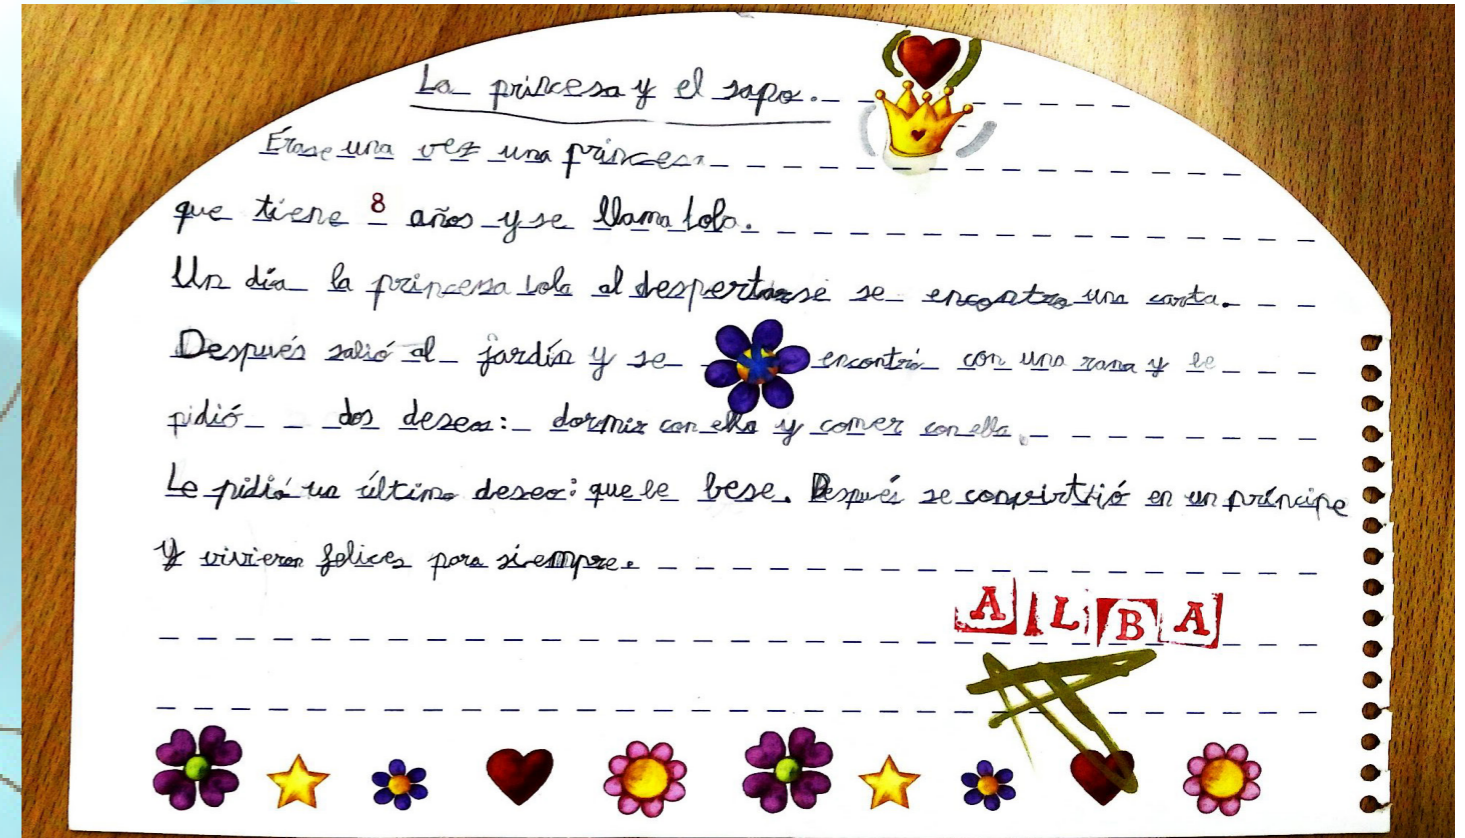 La princesa y el sapo.
Érase una vez una princesa
que tiene 8 años y se llama Lola.
Un día la princesa Lola al despertarse se encontro una carta.
Después salió al jardín y se encontró con una rana y le
pidió dos deseos: dormir con ella y comer con ella.
Le pidió un último deseo: que le bese. Después se convirttió en un príncipe
y vivieron felices para siempre.
ALBA